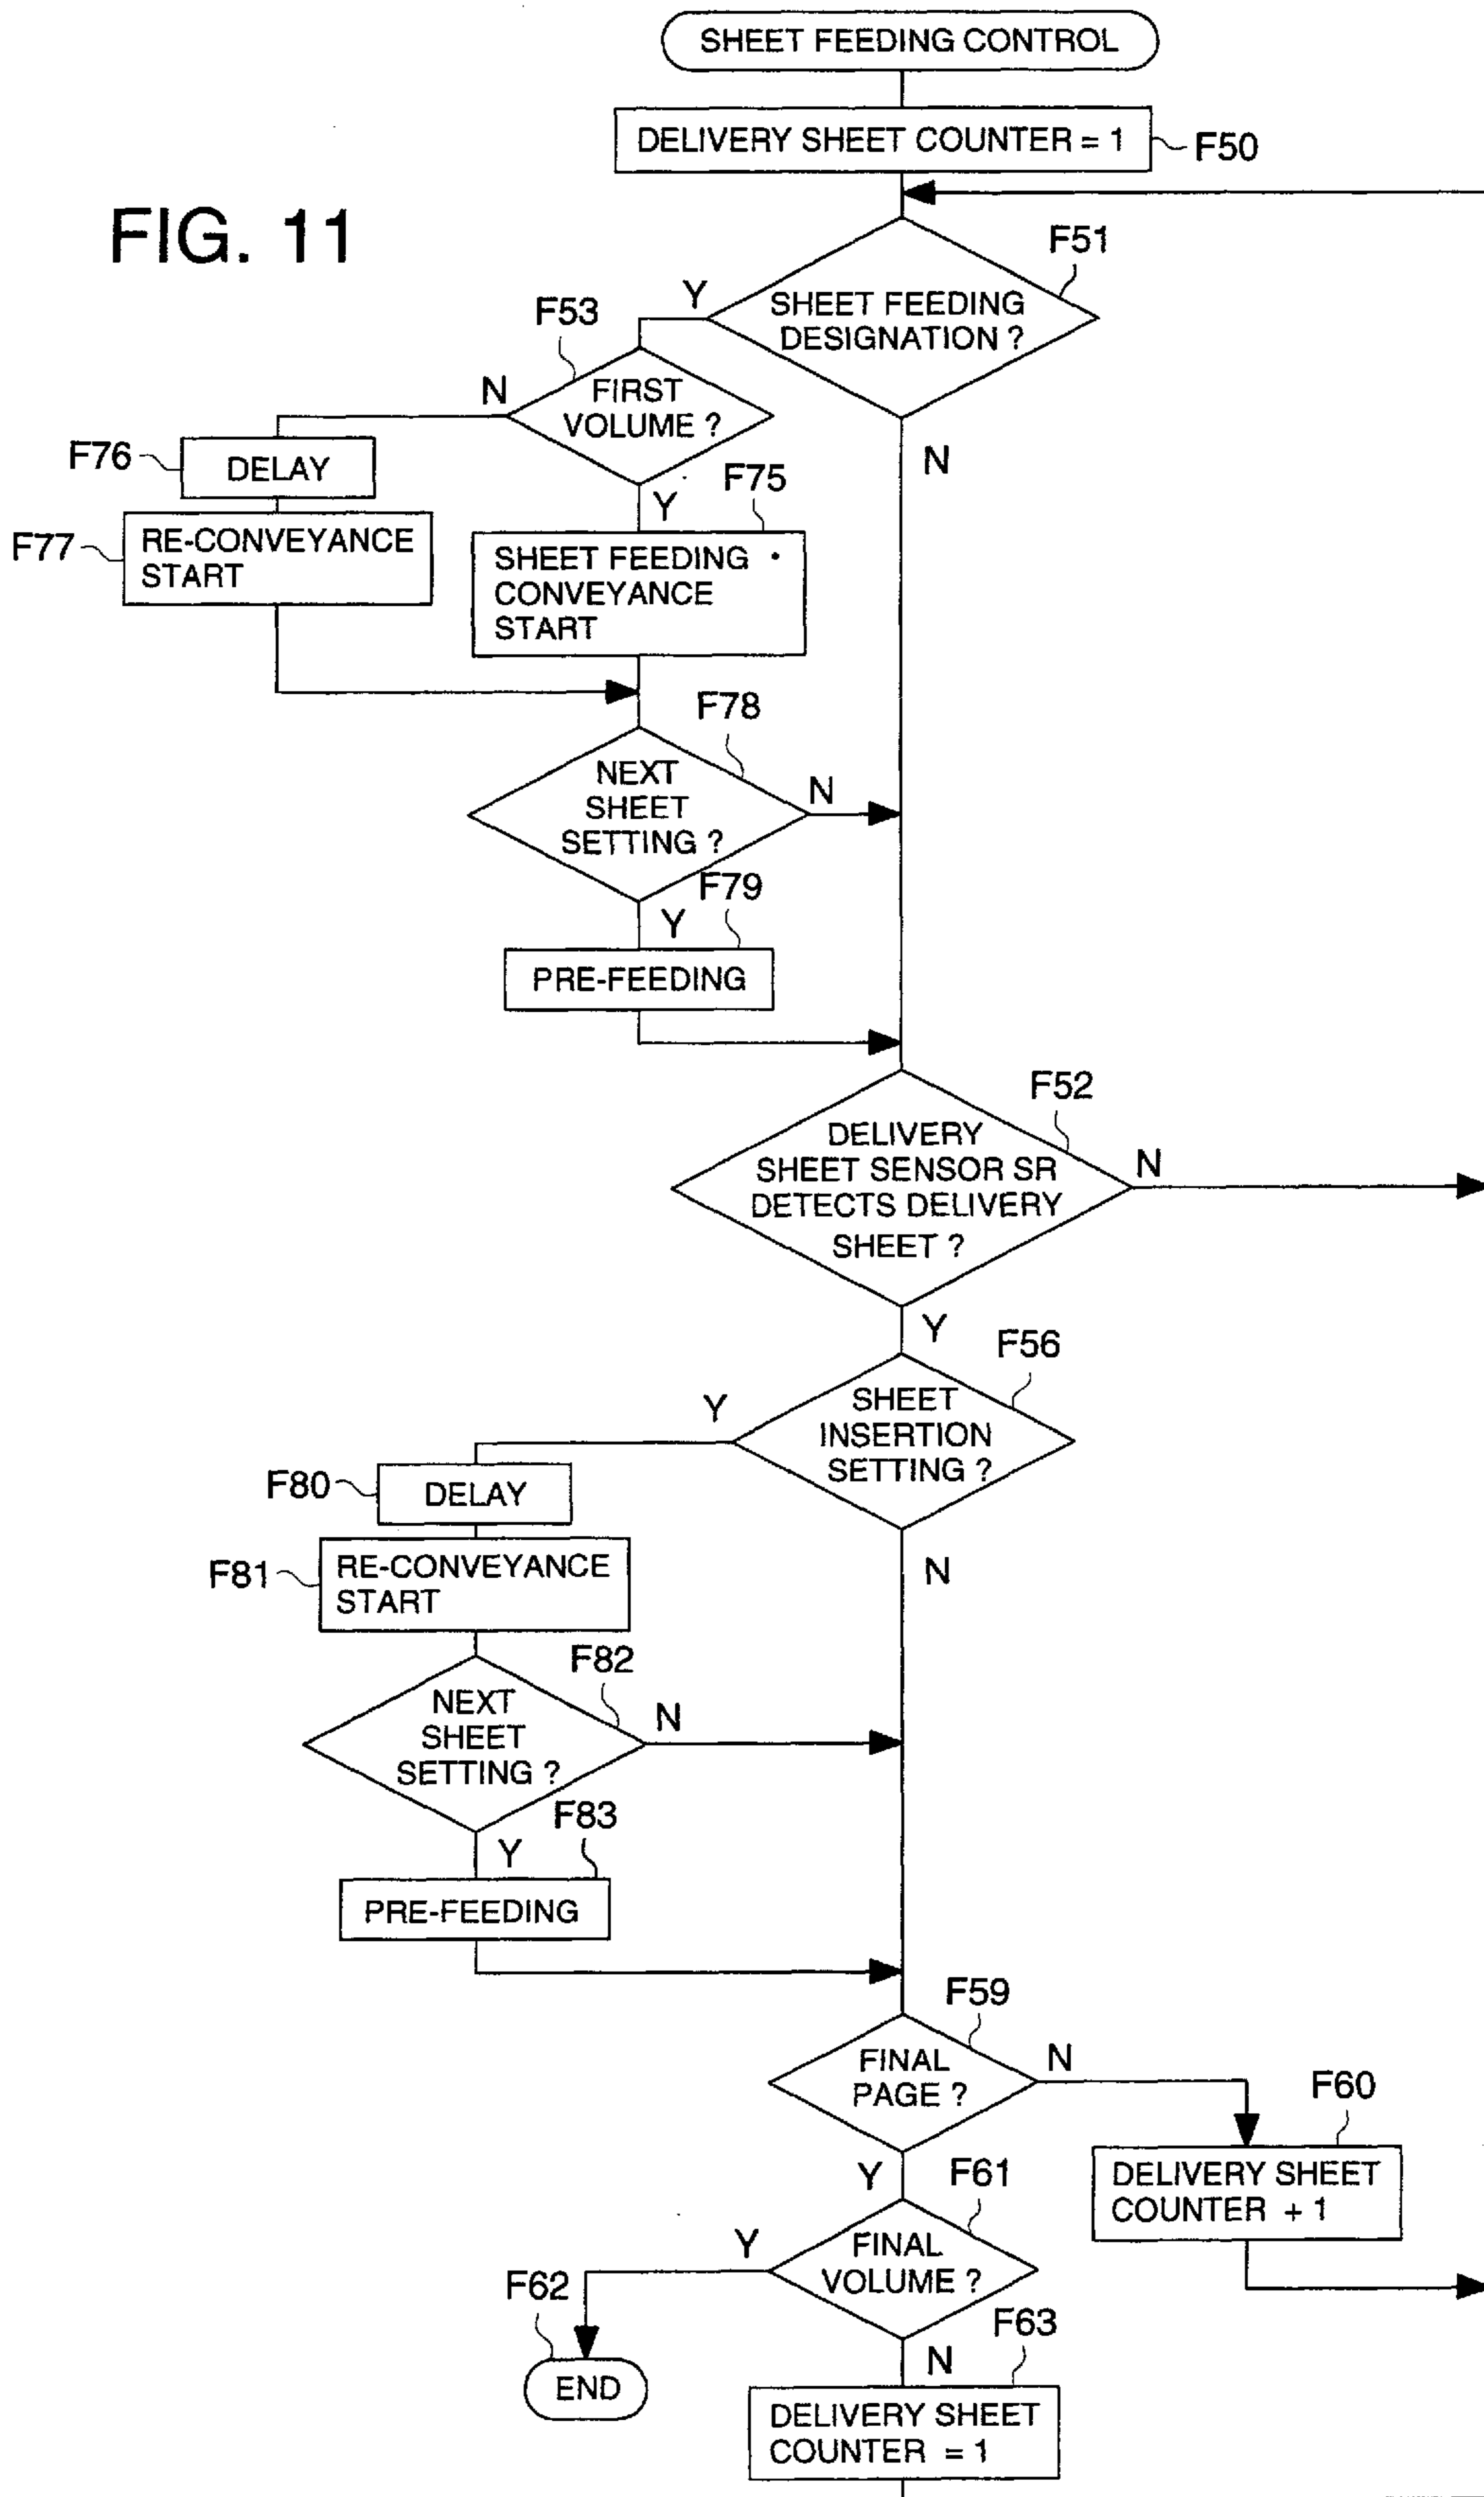 SHEET FEEDING CONTROL
DELIVERY SHEET COUNTER = 1
F50
FIG. 11
F51
SHEET FEEDING
DESIGNATION ?
Y
N
F53
FIRST
VOLUME ?
N
Y
F76
DELAY
F77
RE-CONVEYANCE
START
F75
SHEET FEEDING •
CONVEYANCE
START
F78
NEXT
SHEET
SETTING ?
N
Y
F79
PRE-FEEDING
F52
DELIVERY
SHEET SENSOR SR
DETECTS DELIVERY
SHEET ?
N
Y
F56
SHEET
INSERTION
SETTING ?
Y
N
F80
DELAY
F81
RE-CONVEYANCE
START
F82
NEXT
SHEET
SETTING ?
N
Y
F83
PRE-FEEDING
F59
FINAL
PAGE ?
N
Y
F60
DELIVERY SHEET
COUNTER + 1
F61
FINAL
VOLUME ?
Y
N
F62
END
F63
DELIVERY SHEET
COUNTER = 1